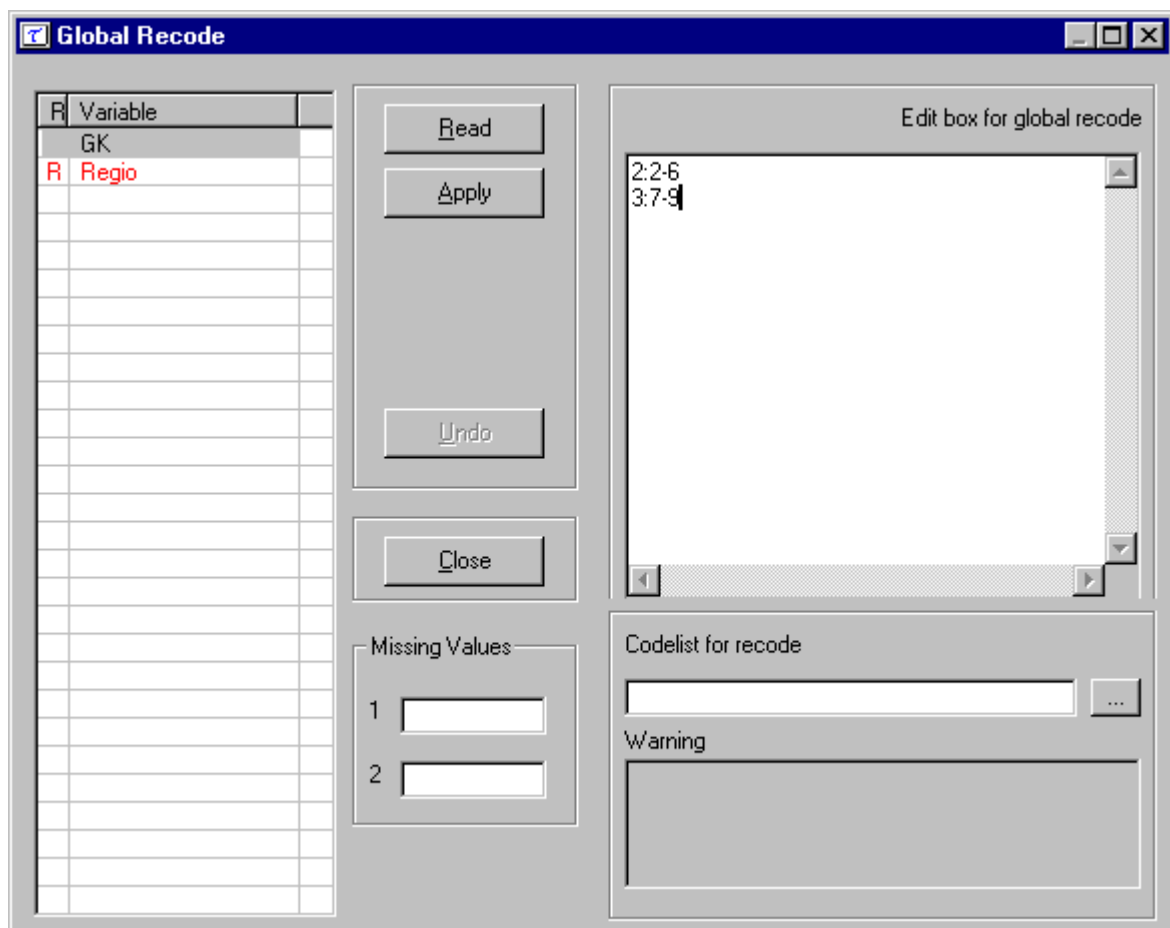 Global Recode
R Variable
GK
R Regio
Read
Apply
Undo
Close
Missing Values
1
2
Edit box for global recode
2:2-6
3:7-9
Codelist for recode
...
Warning